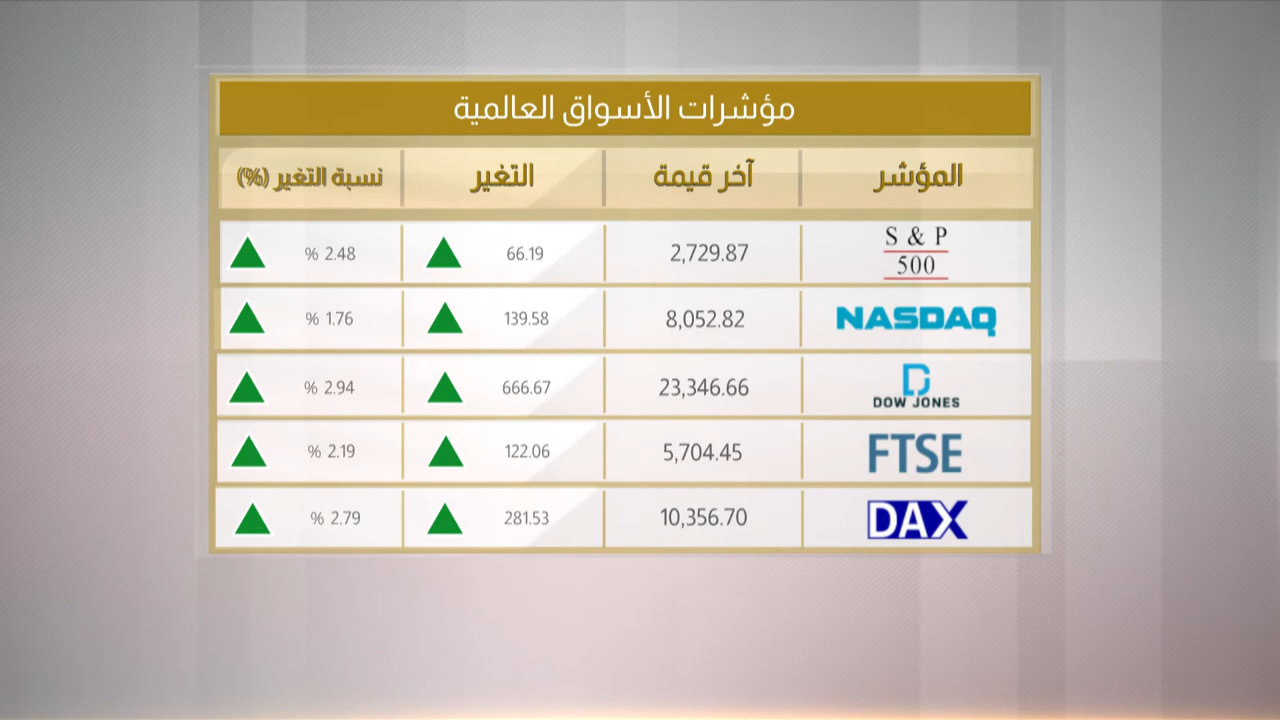 مؤشرات الأسواق العالمية
المؤشر آخر قيمة التغير نسبة التغير (%)
S & P
500 2,729.87 66.19 % 2.48
NASDAQ 8,052.82 139.58 % 1.76
DOW JONES 23,346.66 666.67 % 2.94
FTSE 5,704.45 122.06 % 2.19
DAX 10,356.70 281.53 % 2.79